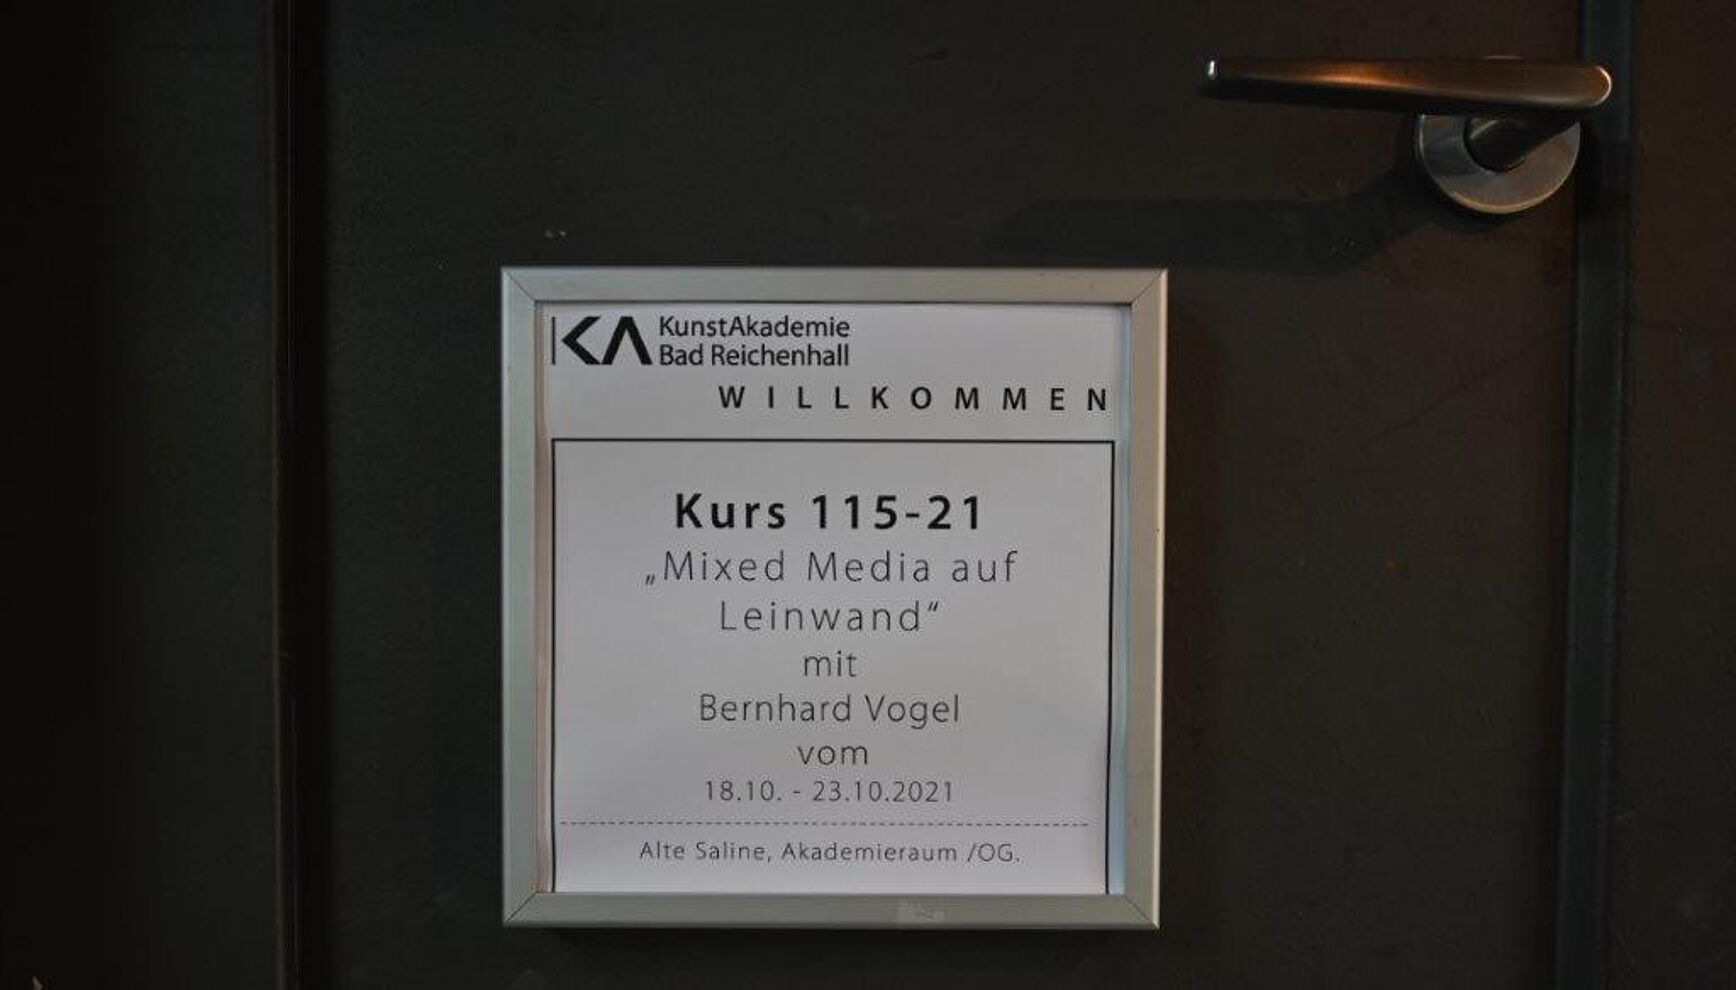 KA KunstAkademie
Bad Reichenhall
WILLKOMMEN
Kurs 115-21
„Mixed Media auf
Leinwand“
mit
Bernhard Vogel
vom
18.10. - 23.10.2021
Alte Saline, Akademieraum /OG.